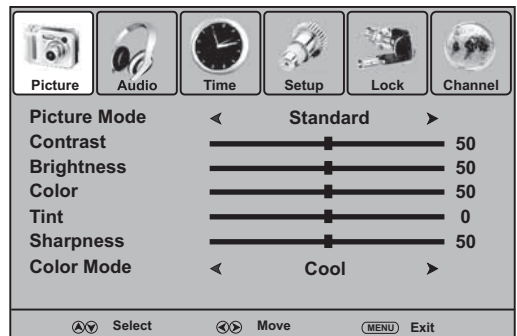 Picture Audio Time Setup Lock Channel
Picture Mode Standard
Contrast 50
Brightness 50
Color 50
Tint 0
Sharpness 50
Color Mode Cool
Select Move MENU Exit